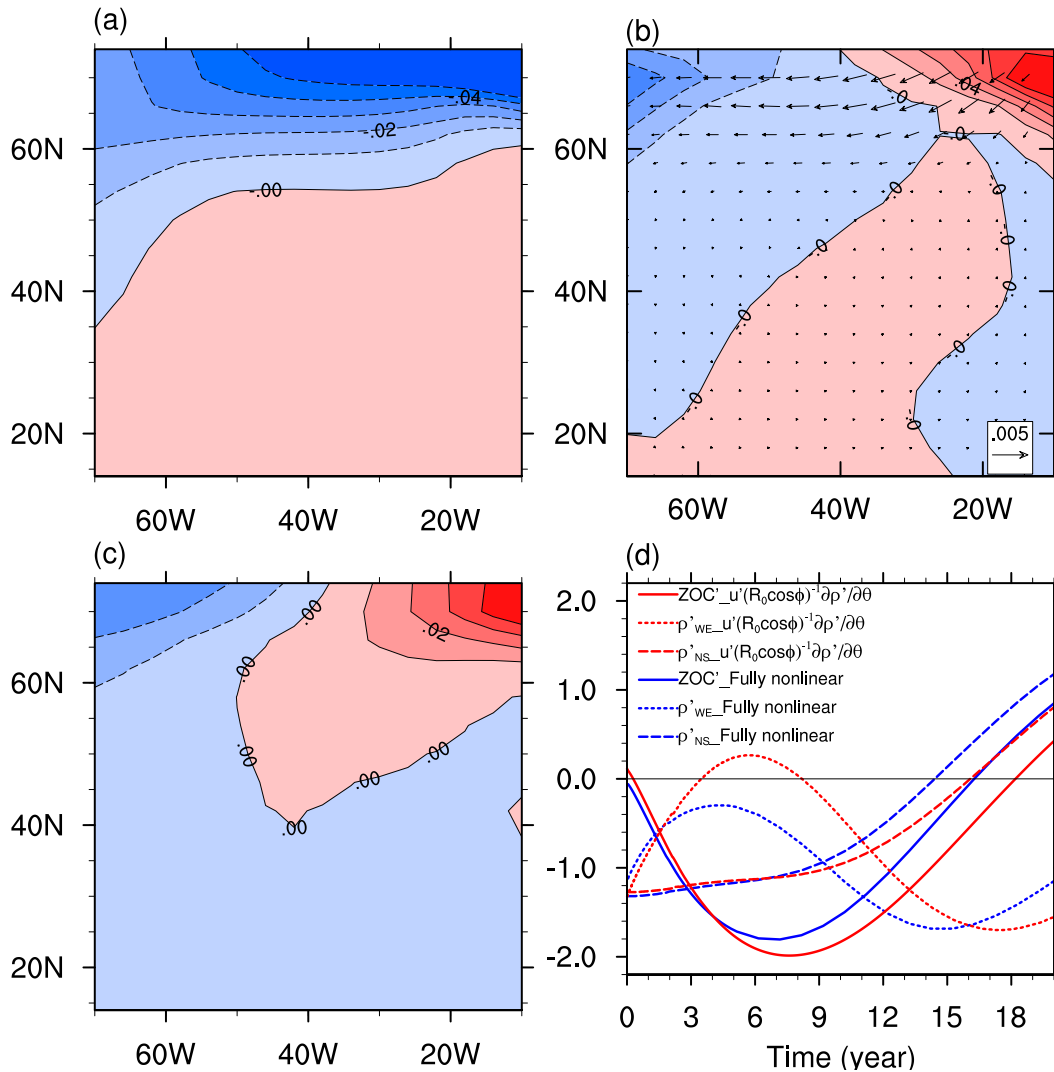 (a)
(b)
-.04
-.02
-.00
60N
40N
20N
60W 40W 20W
.04
-.0
-.0
0
0
0
0
0
0
0
0
0
60N
40N
20N
.005
60W 40W 20W
(c)
(d)
.00
.02
.00
.00
.00
.00
.00
60N
40N
20N
60W 40W 20W
ZOC'_u'(R₀cosϕ)⁻¹∂ρ'/∂θ
ρ'WE_u'(R₀cosϕ)⁻¹∂ρ'/∂θ
ρ'NS_u'(R₀cosϕ)⁻¹∂ρ'/∂θ
ZOC'_Fully nonlinear
ρ'WE_Fully nonlinear
ρ'NS_Fully nonlinear
2.0
1.0
0.0
-1.0
-2.0
0 3 6 9 12 15 18
Time (year)